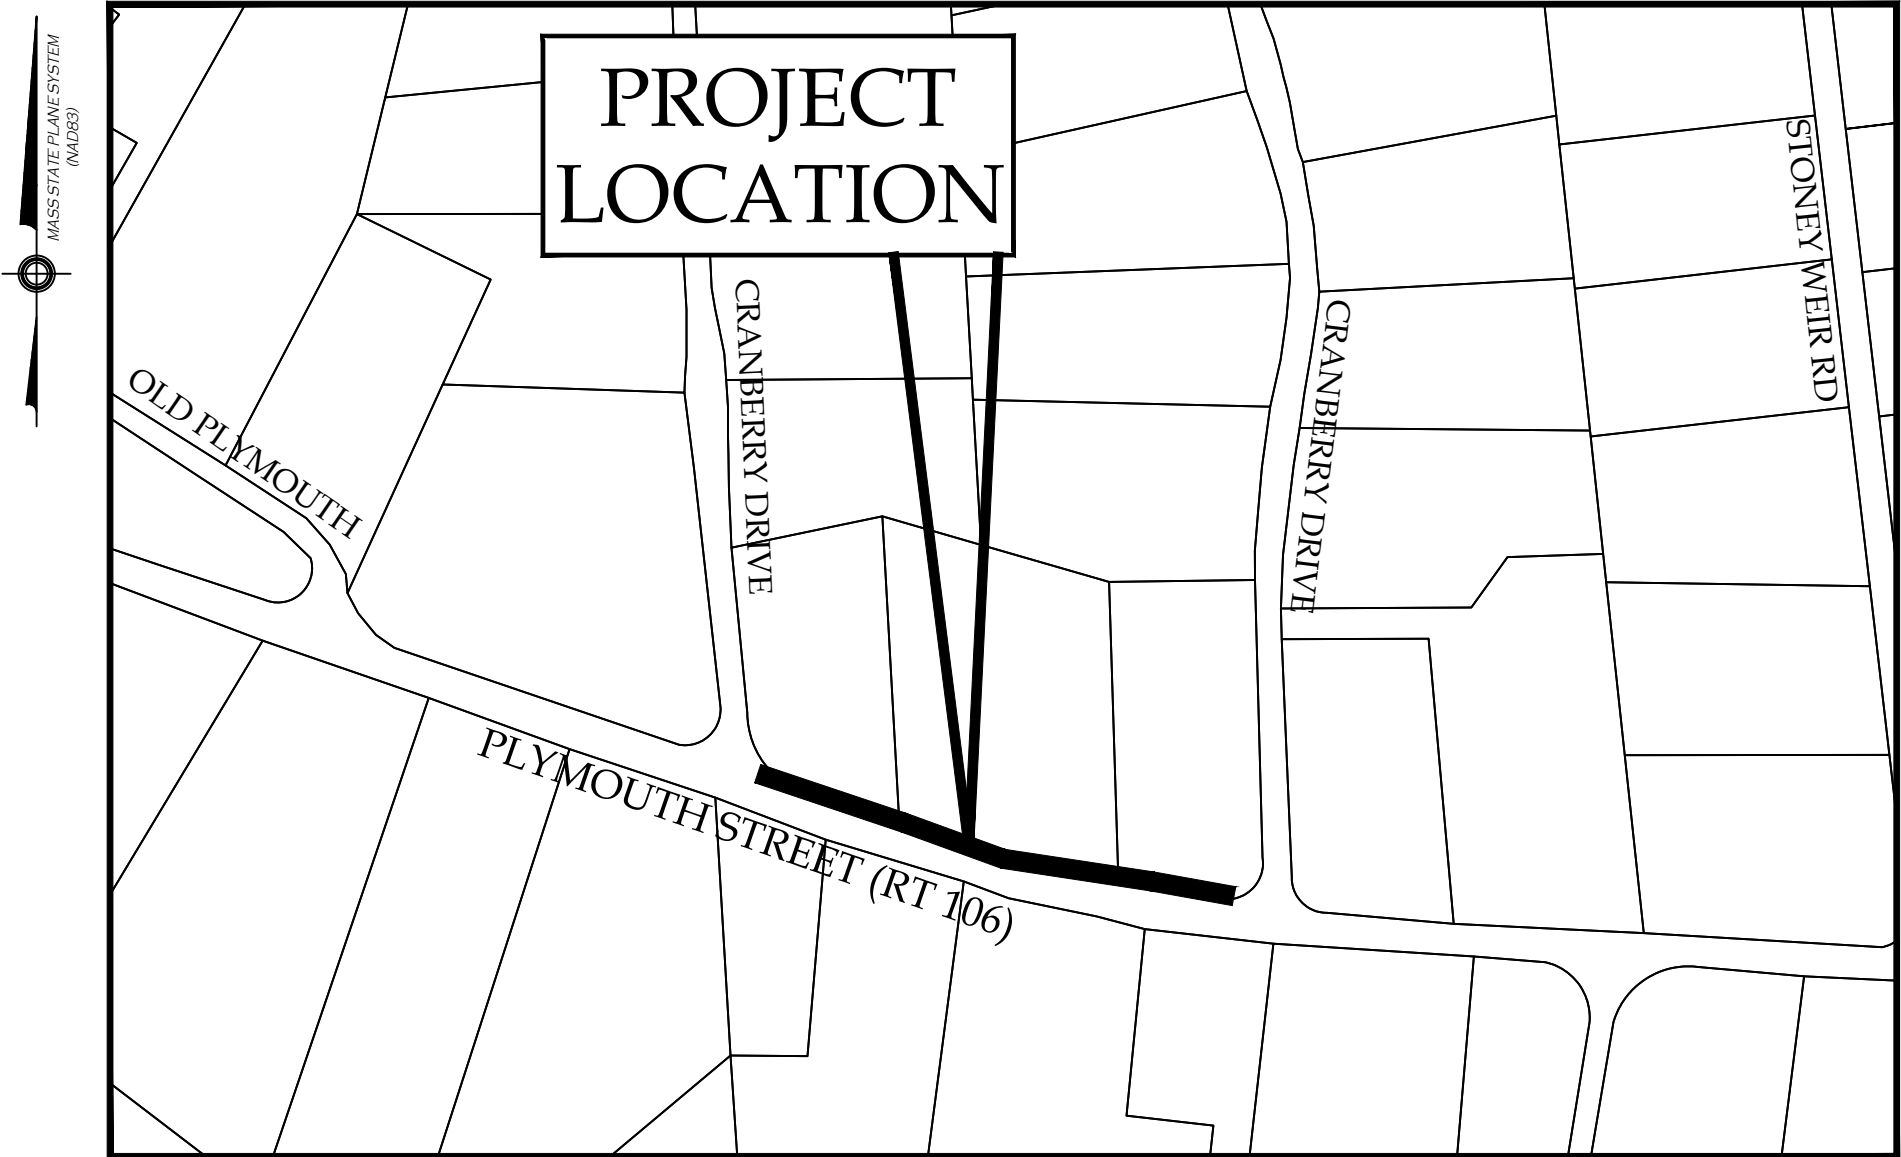 MASS STATE PLANE SYSTEM
(NAD83)
PROJECT
LOCATION
STONEY WEIR RD
CRANBERRY DRIVE
CRANBERRY DRIVE
OLD PLYMOUTH
PLYMOUTH STREET (RT 106)